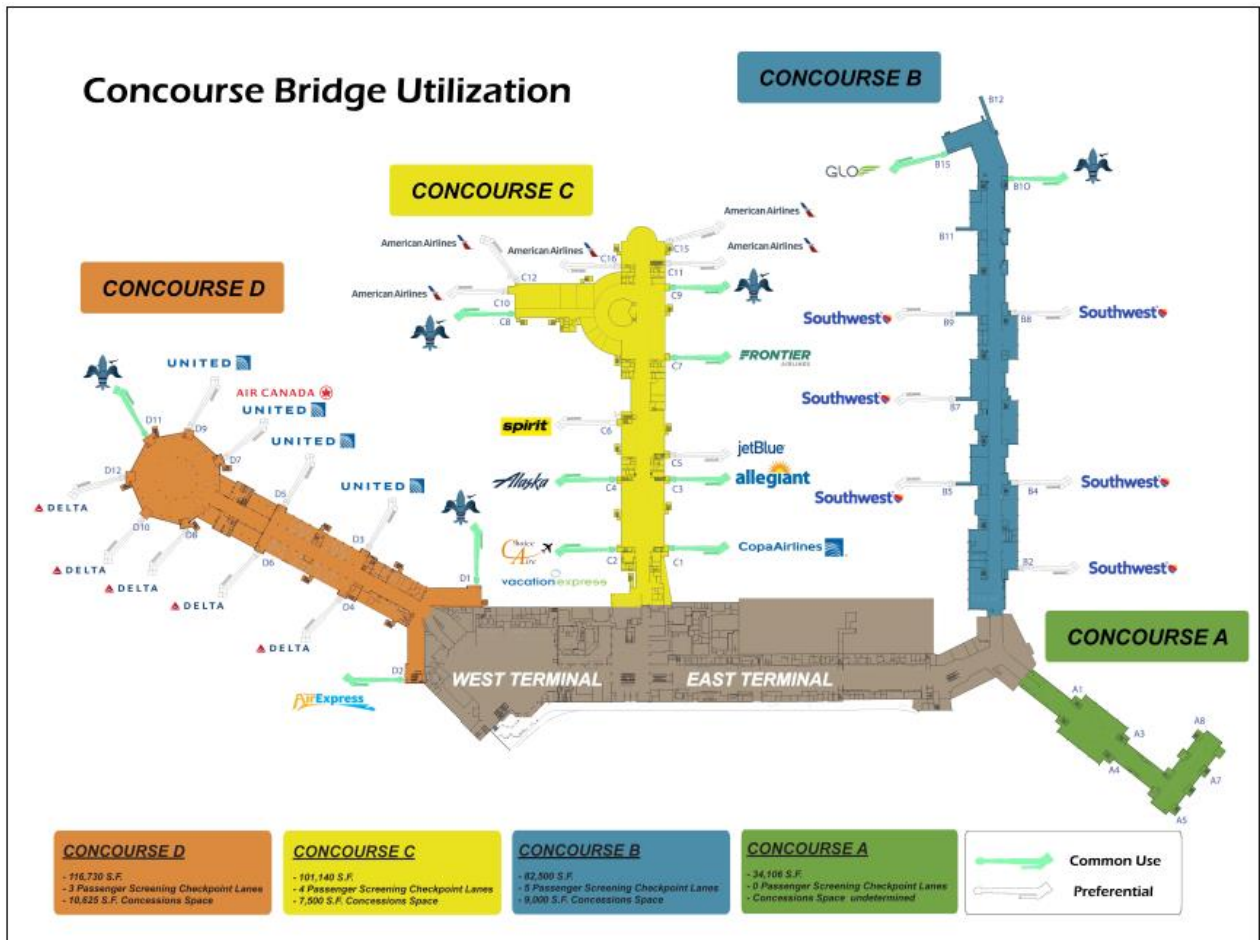 Concourse Bridge Utilization
CONCOURSE B
B12
GLO
B15
B10
CONCOURSE C
American Airlines
American Airlines
American Airlines
American Airlines
C16
C15
C11
B11
CONCOURSE D
C12
American Airlines
C10
C9
C8
Southwest
B9
B8
Southwest
UNITED
FRONTIER
AIRLINES
C7
AIR CANADA
UNITED
Southwest
B7
D11
D9
spirit
C6
UNITED
D7
jetBlue
C5
D12
Alaska
C4
C3
allegiant
UNITED
D5
Southwest
B5
B4
Southwest
DELTA
D10
D8
D3
Choice
Aire
C2
C1
CopaAirlines
DELTA
D6
D1
vacationexpress
B2
Southwest
DELTA
DELTA
D4
DELTA
CONCOURSE A
D2
WEST TERMINAL
EAST TERMINAL
AirExpress
A1
A3
A8
A4
A7
A5
CONCOURSE D
- 116,730 S.F.
- 3 Passenger Screening Checkpoint Lanes
- 10,625 S.F. Concessions Space
CONCOURSE C
- 101,140 S.F.
- 4 Passenger Screening Checkpoint Lanes
- 7,500 S.F. Concessions Space
CONCOURSE B
- 82,500 S.F.
- 5 Passenger Screening Checkpoint Lanes
- 9,000 S.F. Concessions Space
CONCOURSE A
- 34,106 S.F.
- 0 Passenger Screening Checkpoint Lanes
- Concessions Space undetermined
Common Use
Preferential